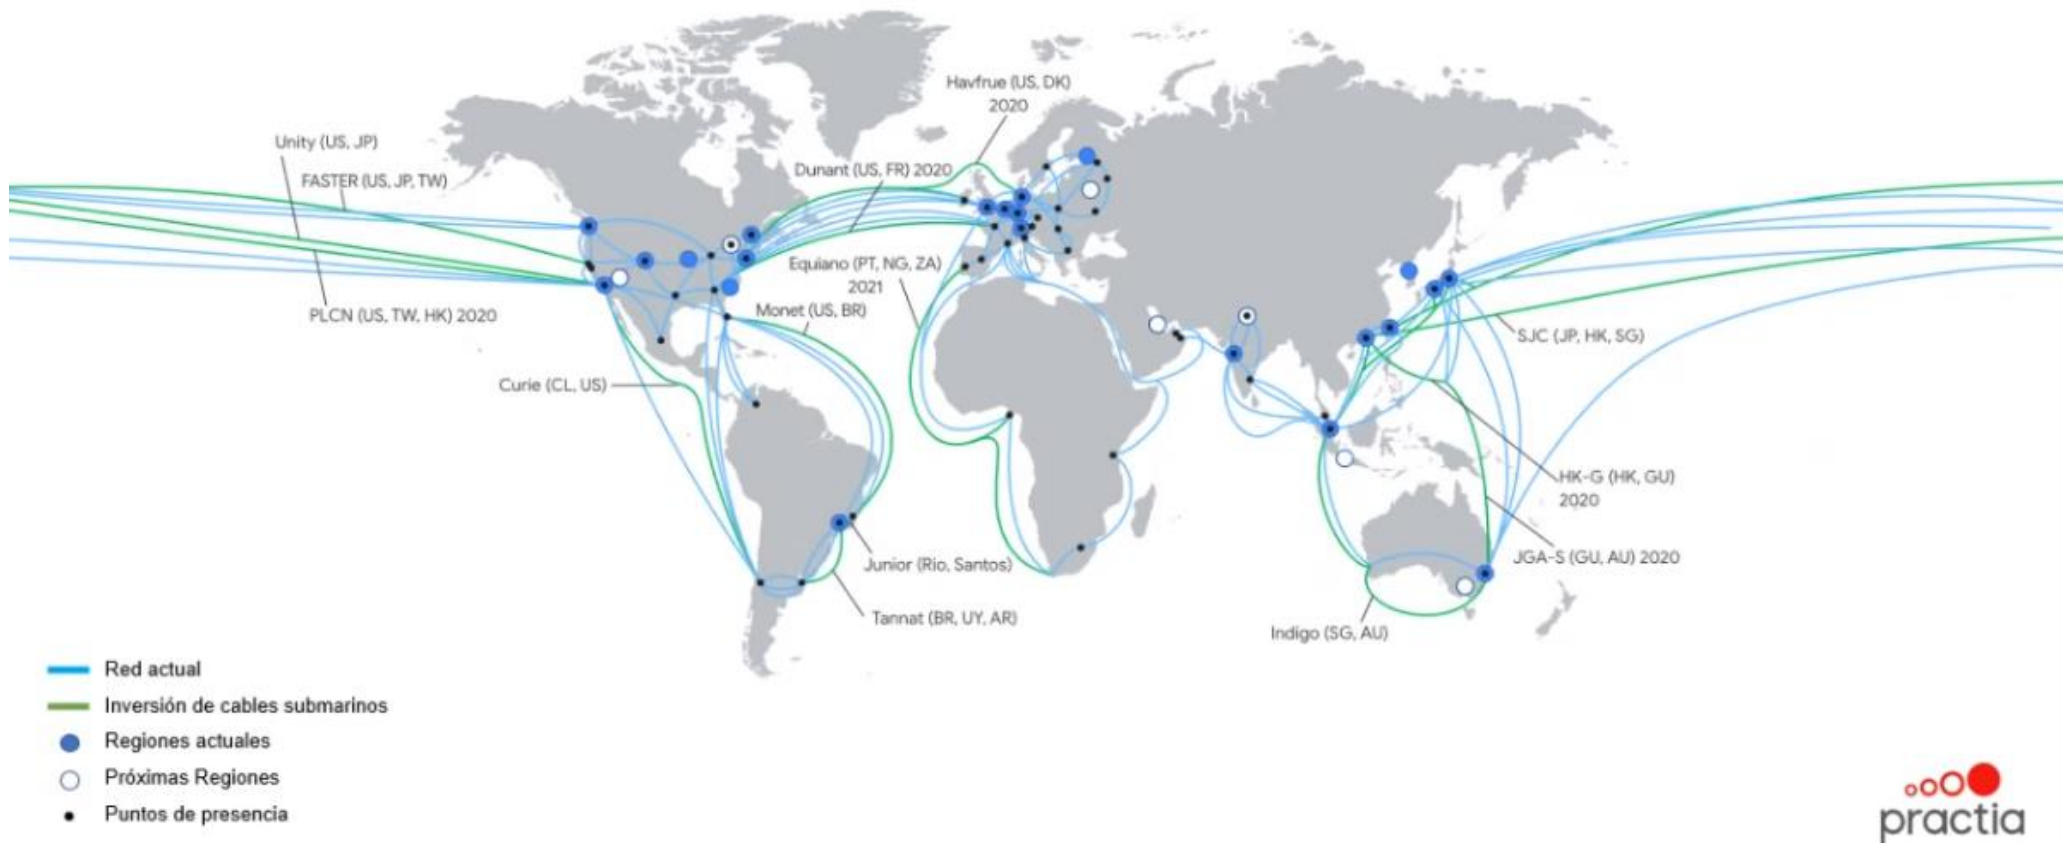 Havfrue (US, DK)
2020
Unity (US, JP)
FASTER (US, JP, TW)
Dunant (US, FR) 2020
Equiano (PT, NG, ZA)
2021
PLCN (US, TW, HK) 2020
Monet (US, BR)
SJC (JP, HK, SG)
Curie (CL, US)
HK-G (HK, GU)
2020
JGA-S (GU, AU) 2020
Junior (Rio, Santos)
Tannat (BR, UY, AR)
Indigo (SG, AU)
Red actual
Inversión de cables submarinos
Regiones actuales
Próximas Regiones
Puntos de presencia
practia